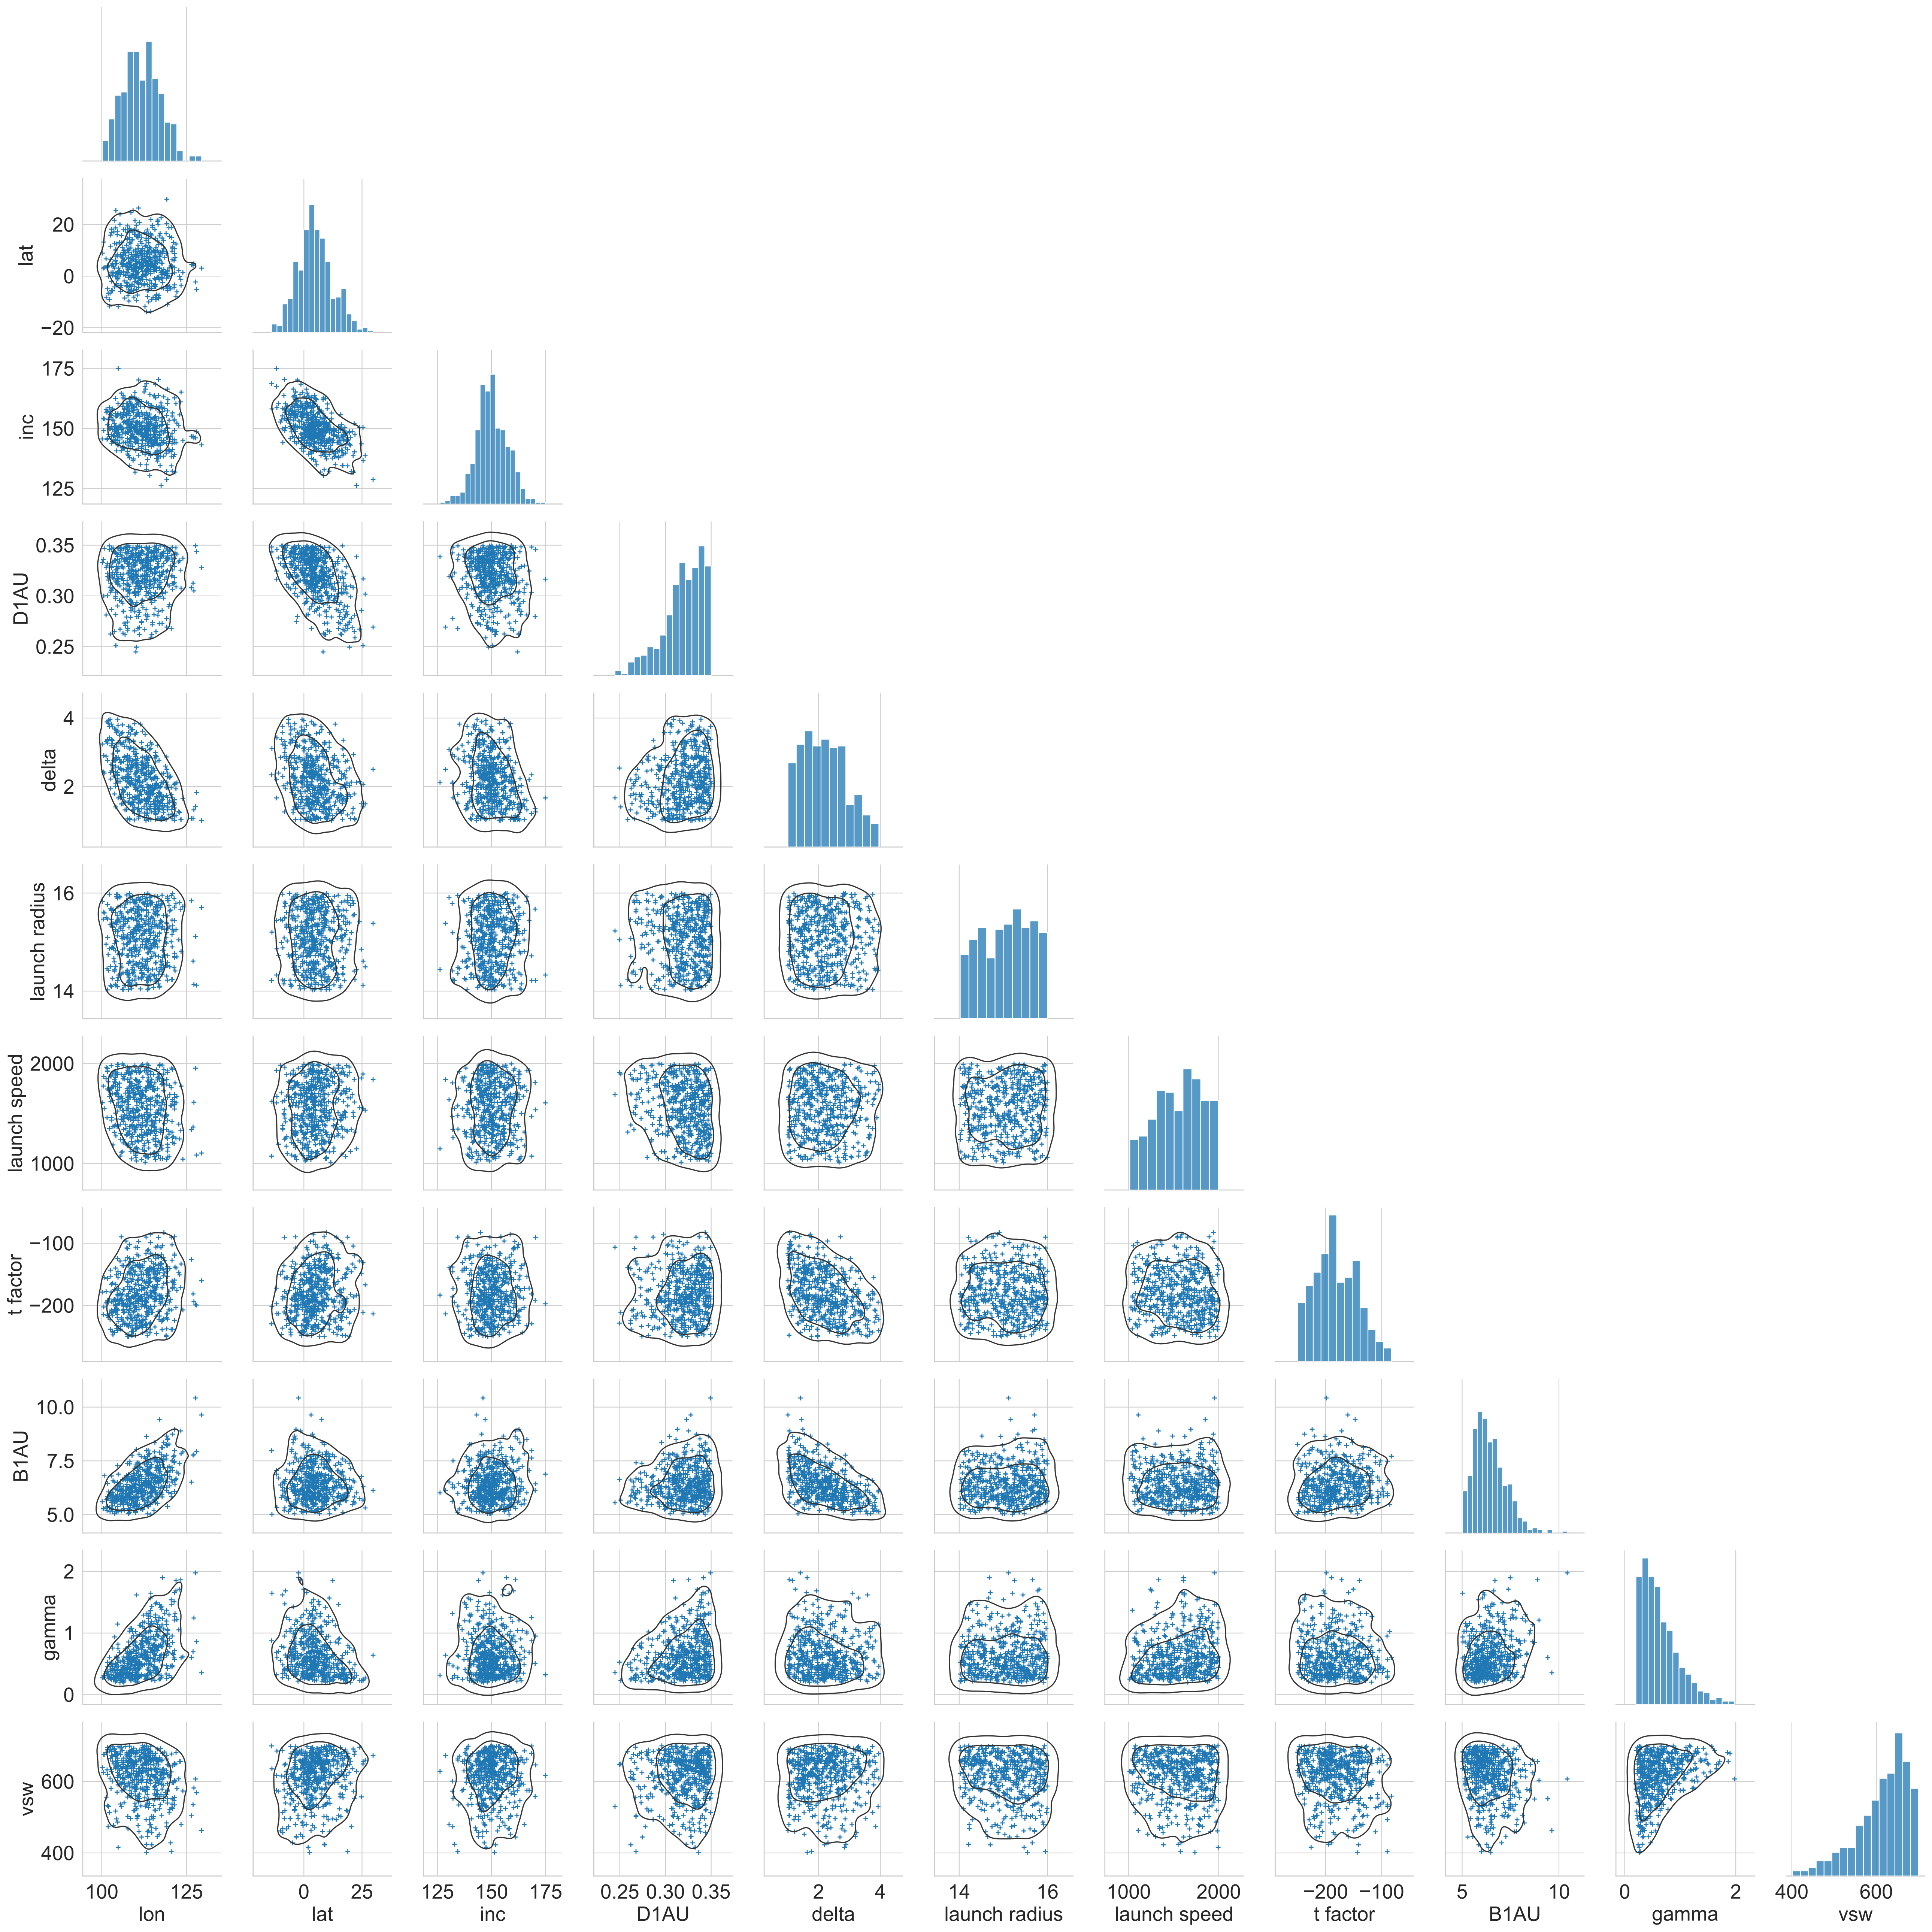 lat
20
0
−20
inc
175
150
125
D1AU
0.35
0.30
0.25
delta
4
2
launch radius
16
14
launch speed
2000
1000
t factor
−100
−200
B1AU
10.0
7.5
5.0
gamma
2
1
0
vsw
600
400
100 125 0 25 125 150 175 0.25 0.30 0.35 2 4 14 16 1000 2000 −200 −100 5 10 0 2 400 600
lon lat inc D1AU delta launch radius launch speed t factor B1AU gamma vsw